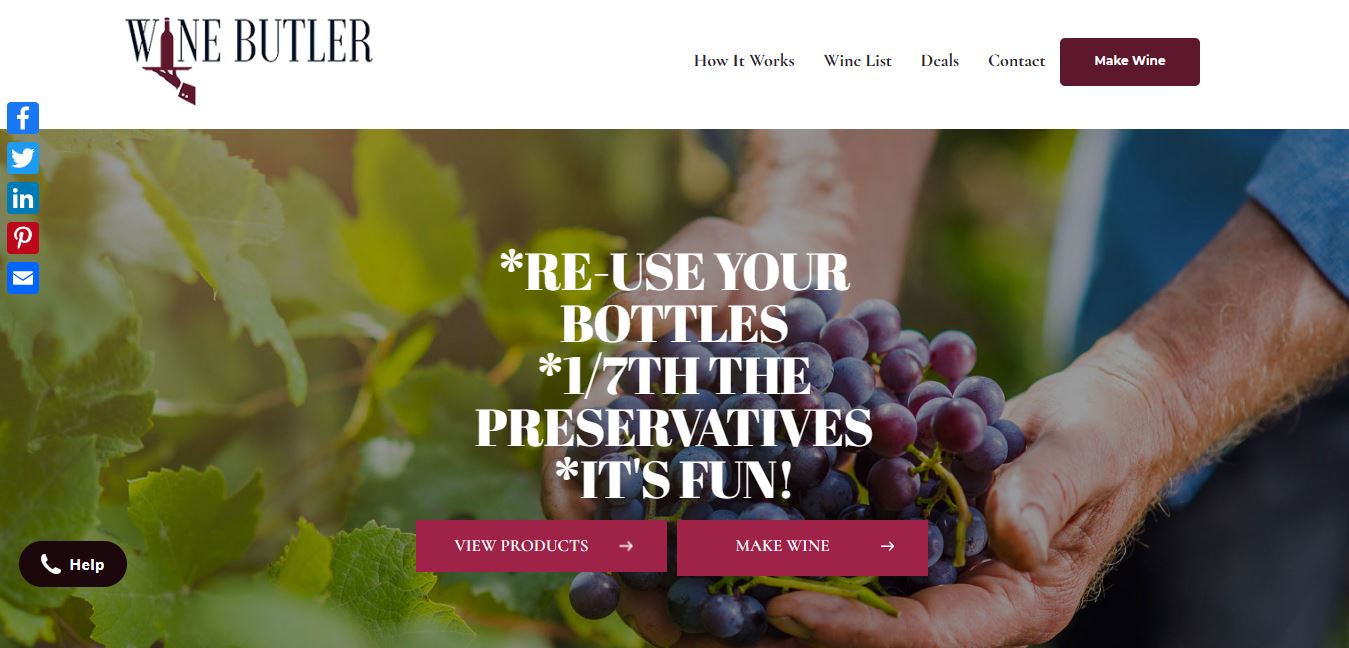 WINE BUTLER
How It Works
Wine List
Deals
Contact
Make Wine
*RE-USE YOUR
BOTTLES
*1/7TH THE
PRESERVATIVES
*IT'S FUN!
VIEW PRODUCTS →
MAKE WINE →
Help